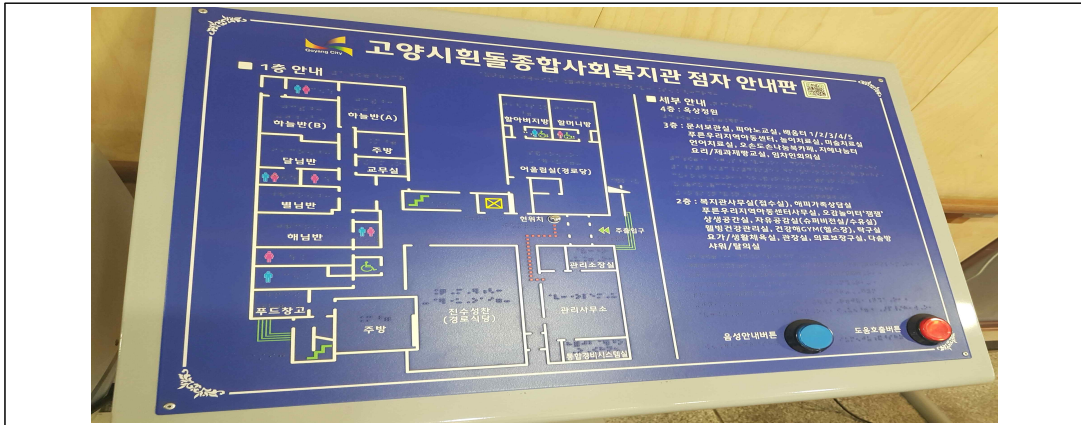 Goyang City
고양시흰돌종합사회복지관 점자 안내판
■ 1층 안내
하늘반(B)
하늘반(A)
주방
교무실
달님반
별님반
해님반
푸드창고
주방
할아버지방
할머니방
어울림실(경로당)
현위치
주출입구
관리소장실
진수성찬
(경로식당)
관리사무소
통합경비시스템실
■ 세부 안내
4층 : 옥상정원
3층 : 문서보관실, 피아노교실, 배움터 1/2/3/4/5
푸른우리지역아동센터, 놀이치료실, 미술치료실
언어치료실, 오손도손나눔북카페, 지혜나눔터
요리/제과제빵교실, 임차인회의실
2층 : 복지관사무실(접수실), 해피가족상담실
푸른우리지역아동센터사무실, 오감놀이터'잼잼'
상생공간실, 자유공감실(슈퍼비전실/수유실)
웰빙건강관리실, 건강해GYM(헬스장), 탁구실
요가/생활체육실, 관장실, 의료보장구실, 다솜방
샤워/탈의실
음성안내버튼
도움호출버튼